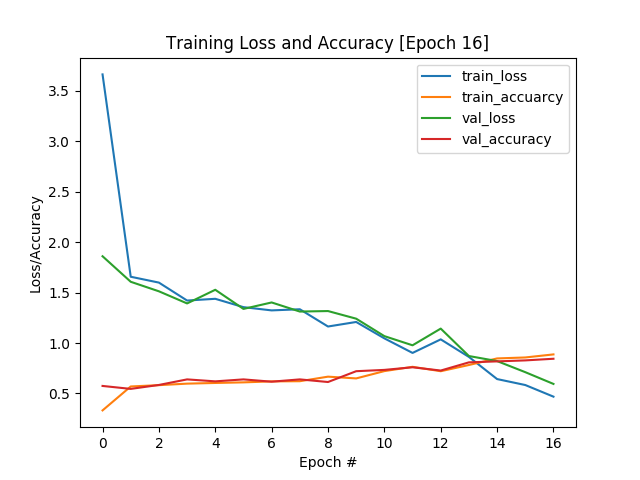 Training Loss and Accuracy [Epoch 16]
train_loss
train_accuarcy
val_loss
val_accuracy
3.5
3.0
2.5
2.0
1.5
1.0
0.5
Loss/Accuracy
0 2 4 6 8 10 12 14 16
Epoch #